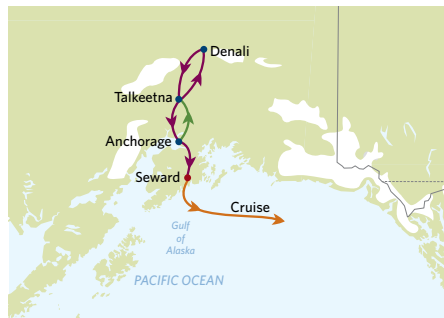 Denali
Talkeetna
Anchorage
Seward
Cruise
Gulf
of
Alaska
PACIFIC OCEAN